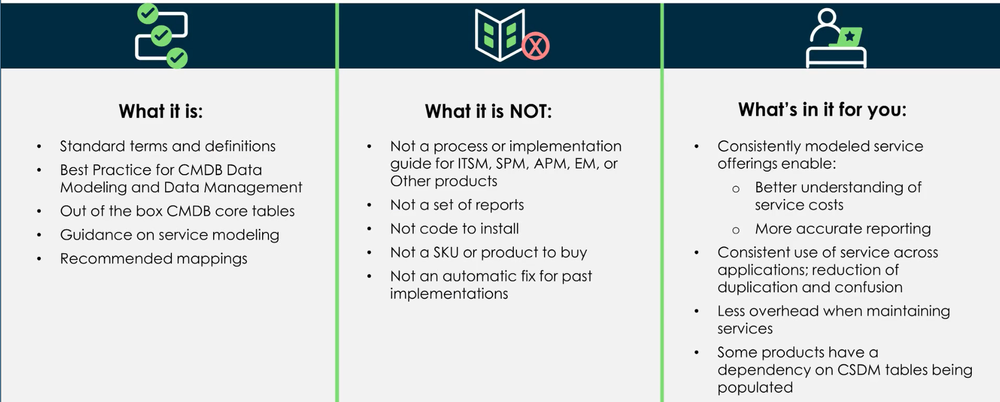 What it is:
• Standard terms and definitions
• Best Practice for CMDB Data
Modeling and Data Management
• Out of the box CMDB core tables
• Guidance on service modeling
• Recommended mappings
X
What it is NOT:
• Not a process or implementation
guide for ITSM, SPM, APM, EM, or
Other products
• Not a set of reports
• Not code to install
• Not a SKU or product to buy
• Not an automatic fix for past
implementations
What’s in it for you:
• Consistently modeled service
offerings enable:
o Better understanding of
service costs
o More accurate reporting
• Consistent use of service across
applications; reduction of
duplication and confusion
• Less overhead when maintaining
services
• Some products have a
dependency on CSDM tables being
populated